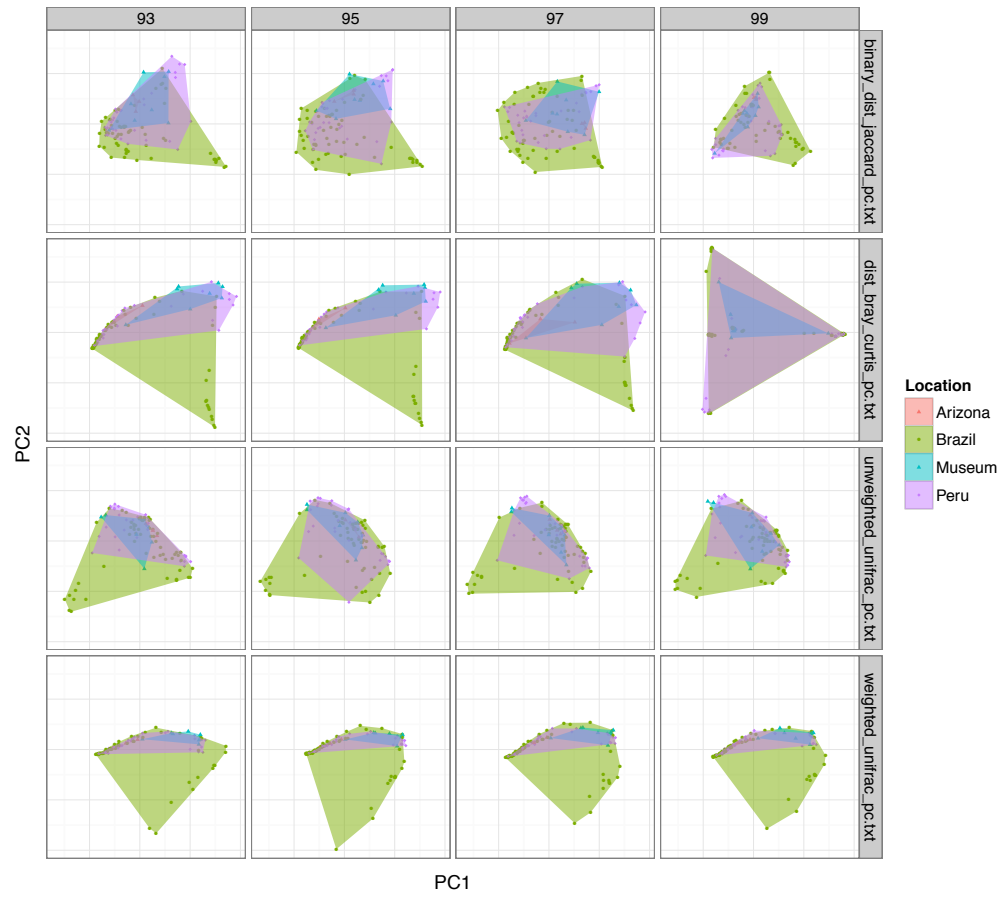 93
95
97
99
binary_dist_jaccard_pc.txt
dist_bray_curtis_pc.txt
unweighted_unifrac_pc.txt
weighted_unifrac_pc.txt
PC2
PC1
Location
Arizona
Brazil
Museum
Peru